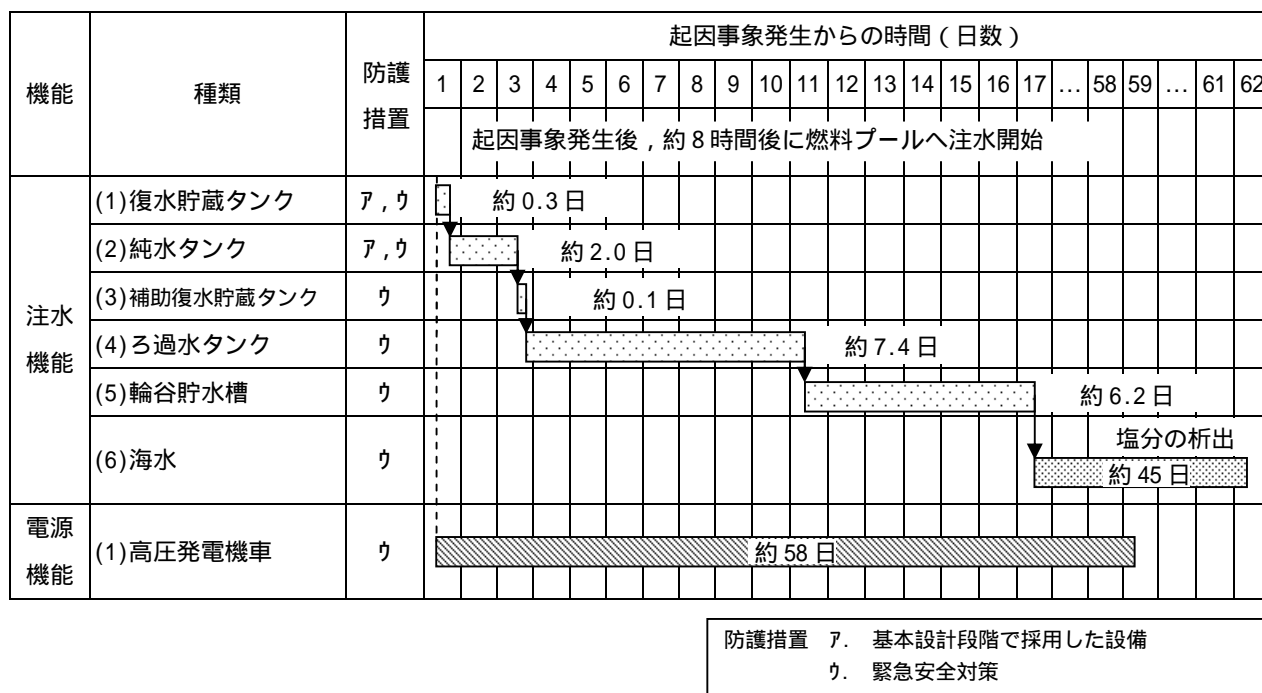 機能 種類 防護措置 起因事象発生からの時間(日数)
1 2 3 4 5 6 7 8 9 10 11 12 13 14 15 16 17 … 58 59 … 61 62
起因事象発生後,約8時間後に燃料プールへ注水開始
注水機能
(1)復水貯蔵タンク ア,ウ 約0.3日
(2)純水タンク ア,ウ 約2.0日
(3)補助復水貯蔵タンク ウ 約0.1日
(4)ろ過水タンク ウ 約7.4日
(5)輪谷貯水槽 ウ 約6.2日
塩分の析出
(6)海水 ウ 約45日
電源機能
(1)高圧発電機車 ウ 約58日
防護措置 ア. 基本設計段階で採用した設備
ウ. 緊急安全対策